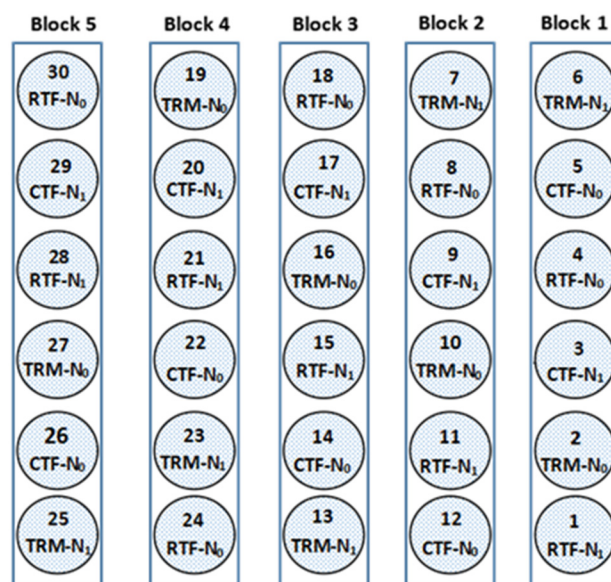 Block 5 Block 4 Block 3 Block 2 Block 1
30 19 18 7 6
RTF-N₀ TRM-N₀ RTF-N₀ TRM-N₁ TRM-N₁
29 20 17 8 5
CTF-N₁ CTF-N₁ CTF-N₁ RTF-N₀ CTF-N₀
28 21 16 9 4
RTF-N₁ RTF-N₁ TRM-N₀ CTF-N₁ RTF-N₀
27 22 15 10 3
TRM-N₀ CTF-N₀ RTF-N₁ TRM-N₀ CTF-N₁
26 23 14 11 2
CTF-N₀ TRM-N₁ CTF-N₀ RTF-N₁ TRM-N₀
25 24 13 12 1
TRM-N₁ RTF-N₀ TRM-N₁ CTF-N₀ RTF-N₁